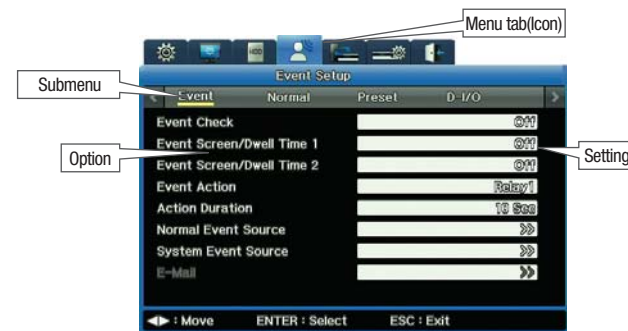 Menu tab(Icon)
HDD
Event Setup
Submenu
Event Normal Preset D-I/O
Event Check Off
Event Screen/Dwell Time 1 Off
Option
Setting
Event Screen/Dwell Time 2 Off
Event Action Relay1
Action Duration 10 Sec
Normal Event Source
System Event Source
E-Mail
◀▶ : Move ENTER : Select ESC : Exit